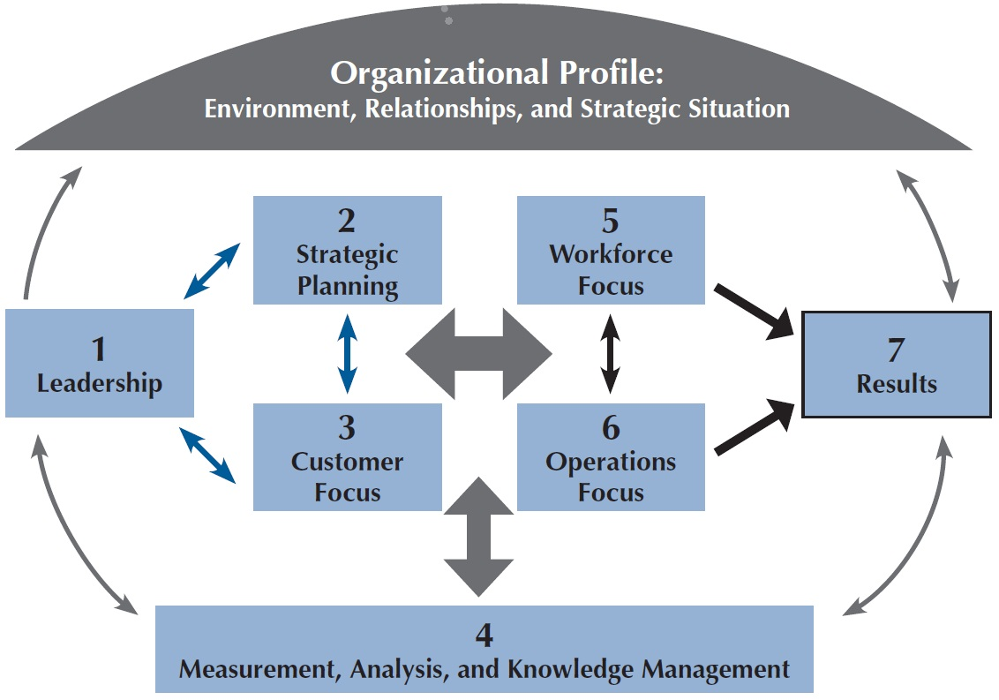 Organizational Profile:
Environment, Relationships, and Strategic Situation
1
Leadership
2
Strategic
Planning
3
Customer
Focus
5
Workforce
Focus
6
Operations
Focus
7
Results
4
Measurement, Analysis, and Knowledge Management